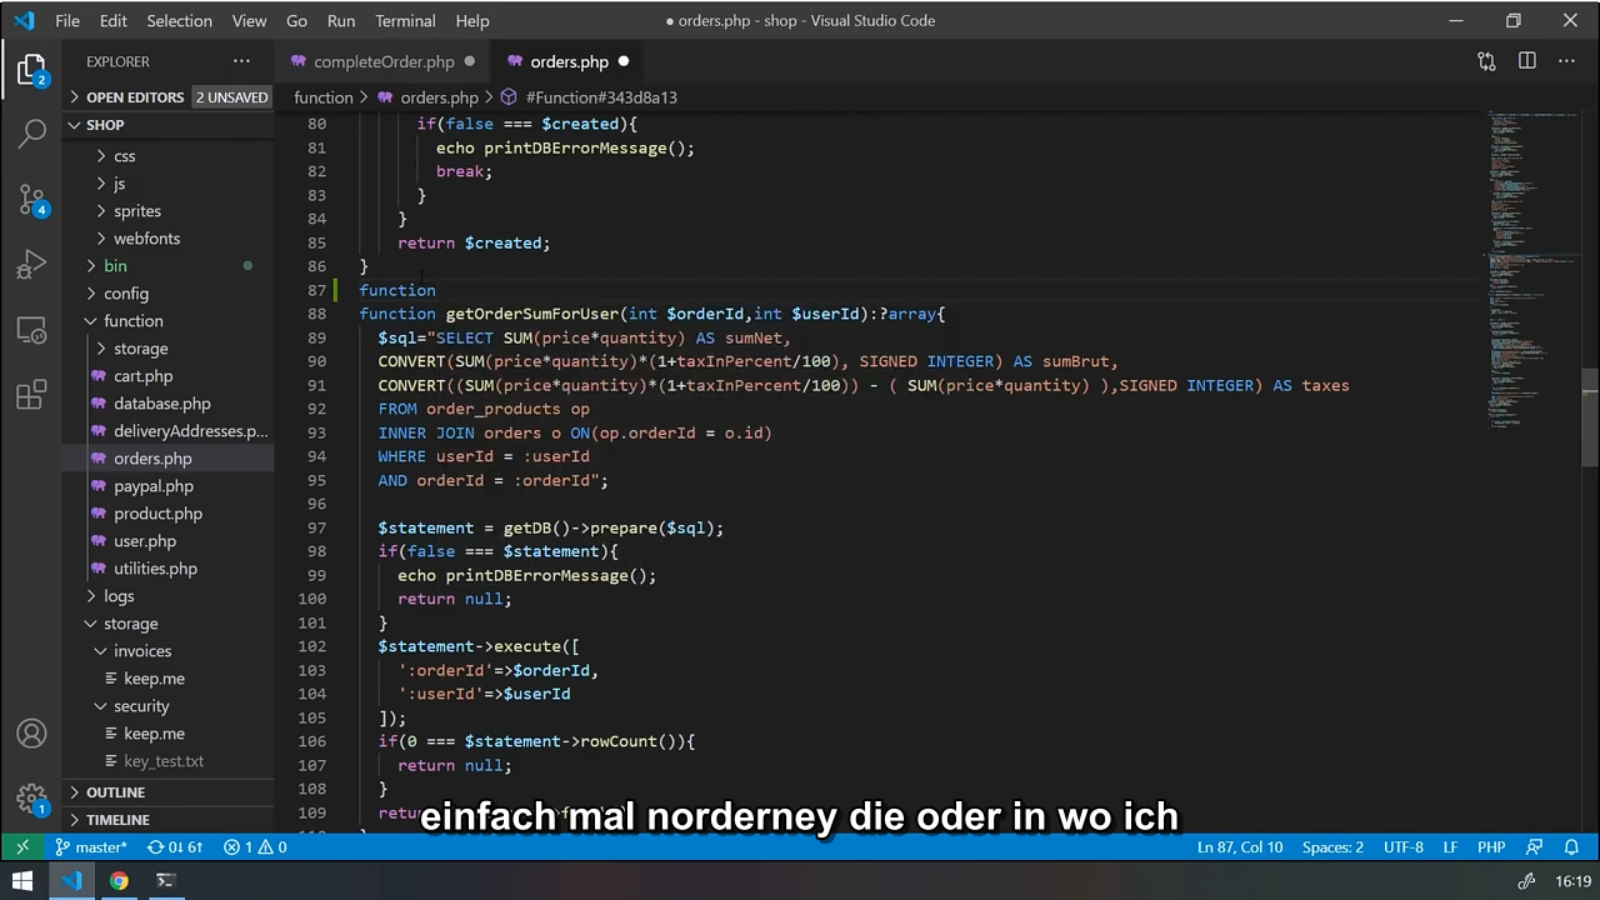 File Edit Selection View Go Run Terminal Help
● orders.php - shop - Visual Studio Code
EXPLORER
completeOrder.php
orders.php
OPEN EDITORS 2 UNSAVED
function > orders.php > #Function#343d8a13
SHOP
css
js
sprites
webfonts
bin
config
function
storage
cart.php
database.php
deliveryAddresses.p...
orders.php
paypal.php
product.php
user.php
utilities.php
logs
storage
invoices
keep.me
security
keep.me
key_test.txt
OUTLINE
TIMELINE
2
4
1
80 if(false === $created){
81 echo printDBErrorMessage();
82 break;
83 }
84 }
85 return $created;
86 }
87 function
88 function getOrderSumForUser(int $orderId,int $userId):?array{
89 $sql="SELECT SUM(price*quantity) AS sumNet,
90 CONVERT(SUM(price*quantity)*(1+taxInPercent/100), SIGNED INTEGER) AS sumBrut,
91 CONVERT((SUM(price*quantity)*(1+taxInPercent/100)) - ( SUM(price*quantity) ),SIGNED INTEGER) AS taxes
92 FROM order_products op
93 INNER JOIN orders o ON(op.orderId = o.id)
94 WHERE userId = :userId
95 AND orderId = :orderId";
96
97 $statement = getDB()->prepare($sql);
98 if(false === $statement){
99 echo printDBErrorMessage();
100 return null;
101 }
102 $statement->execute([
103 ':orderId'=>$orderId,
104 ':userId'=>$userId
105 ]);
106 if(0 === $statement->rowCount()){
107 return null;
108 }
109
einfach mal norderney die oder in wo ich
master* 0↓ 6↑ 1 0
Ln 87, Col 10 Spaces: 2 UTF-8 LF PHP
16:19